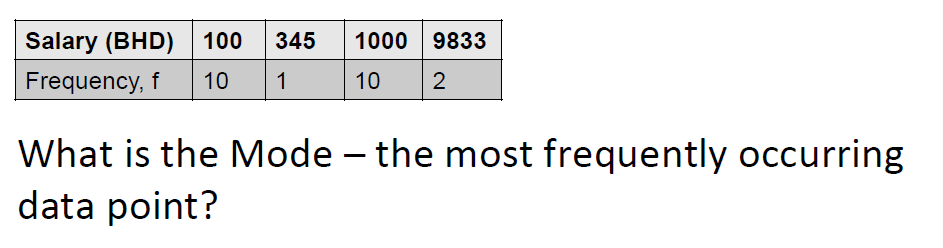 Salary (BHD) 100 345 1000 9833
Frequency, f 10 1 10 2
What is the Mode – the most frequently occurring
data point?